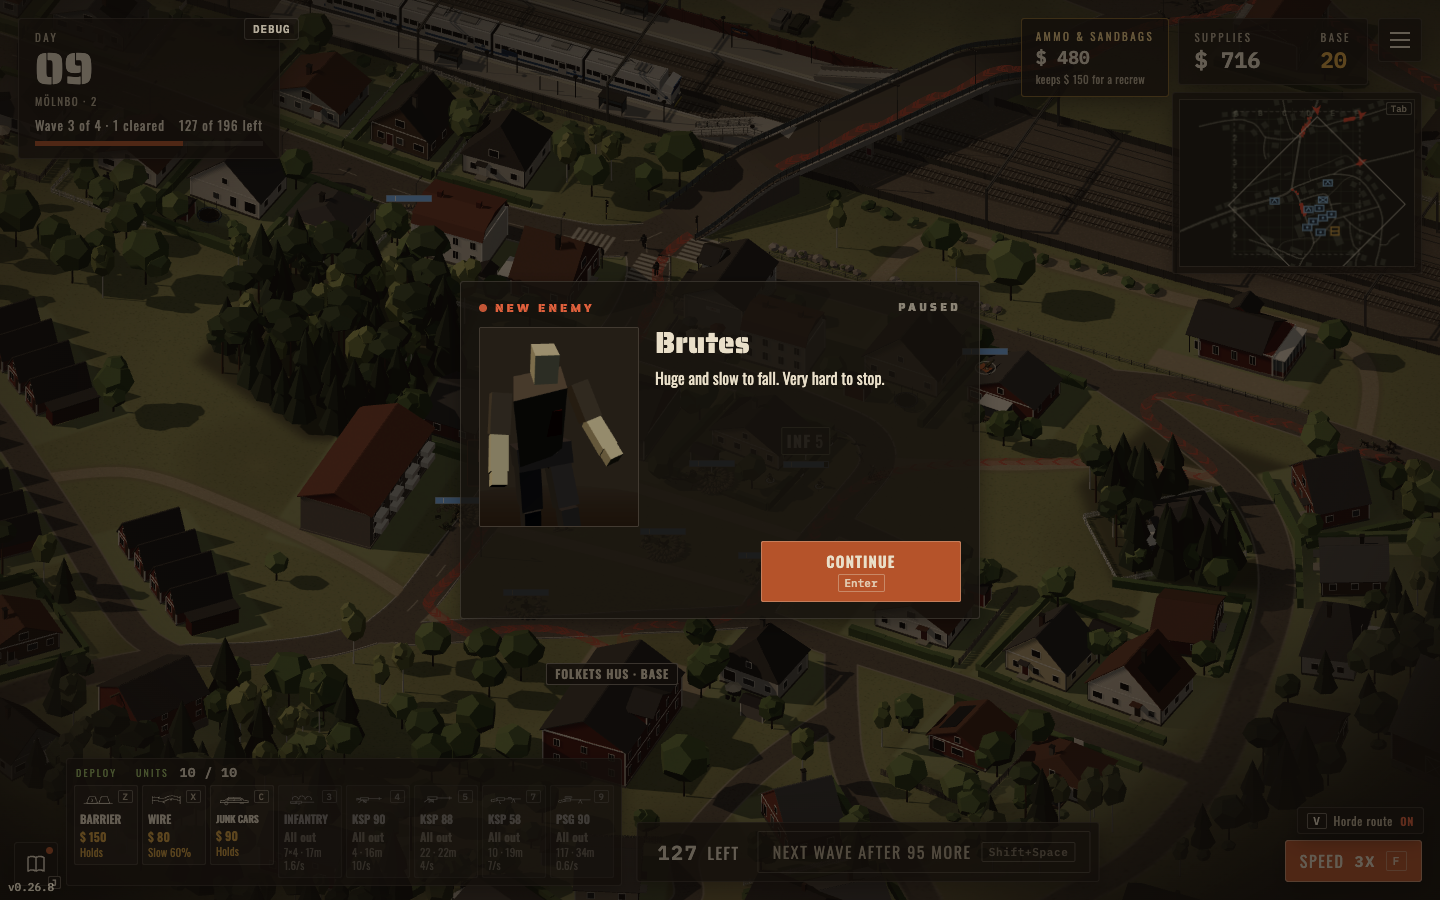 DAY
DEBUG
09
MÖLNBO · 2
Wave 3 of 4 · 1 cleared 127 of 196 left
AMMO & SANDBAGS
$ 480
keeps $ 150 for a recrew
SUPPLIES
$ 716
BASE
20
Tab
NEW ENEMY
PAUSED
Brutes
Huge and slow to fall. Very hard to stop.
INF 5
CONTINUE
Enter
FOLKETS HUS · BASE
DEPLOY UNITS 10 / 10
Z
BARRIER
$ 150
Holds
X
WIRE
$ 80
Slow 60%
C
JUNK CARS
$ 90
Holds
3
INFANTRY
All out
7+4 · 17m
1.6/s
4
KSP 90
All out
4 · 16m
10/s
5
KSP 88
All out
22 · 22m
4/s
7
KSP 58
All out
10 · 19m
7/s
9
PSG 90
All out
117 · 34m
0.6/s
127 LEFT
NEXT WAVE AFTER 95 MORE Shift+Space
V Horde route ON
SPEED 3X F
J
v0.26.8